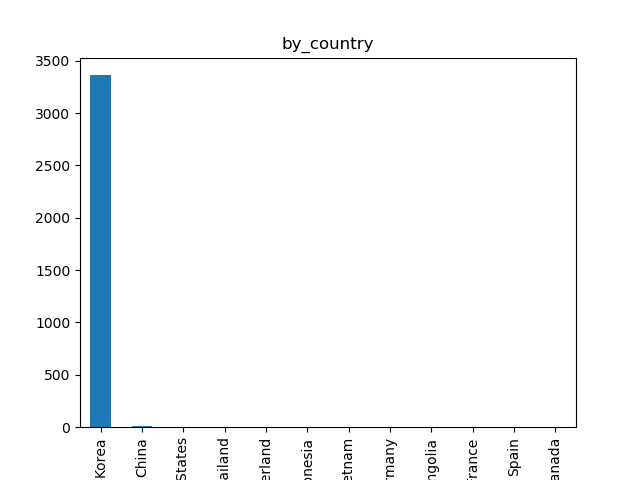 by_country
3500
3000
2500
2000
1500
1000
500
0
Korea
China
States
ailand
erland
onesia
etnam
rmany
ngolia
rance
Spain
anada